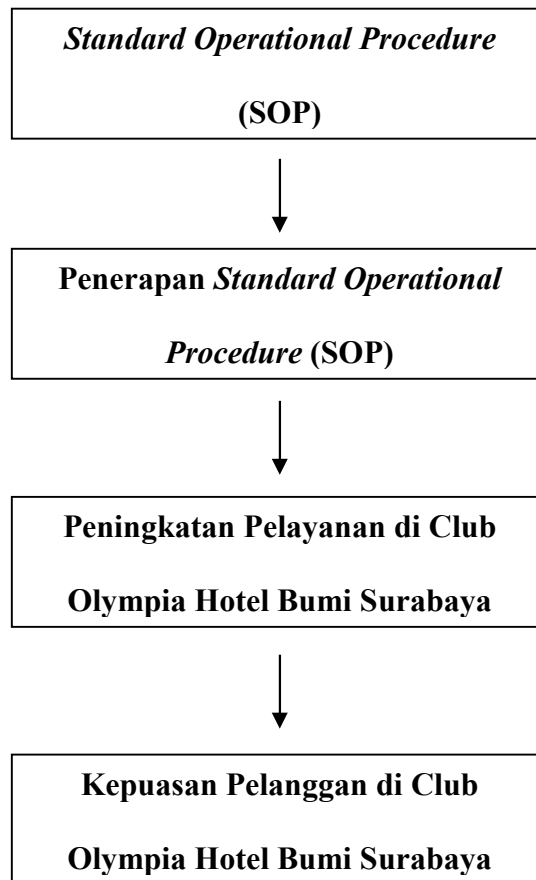 Standard Operational Procedure
(SOP)
Penerapan Standard Operational
Procedure (SOP)
Peningkatan Pelayanan di Club
Olympia Hotel Bumi Surabaya
Kepuasan Pelanggan di Club
Olympia Hotel Bumi Surabaya